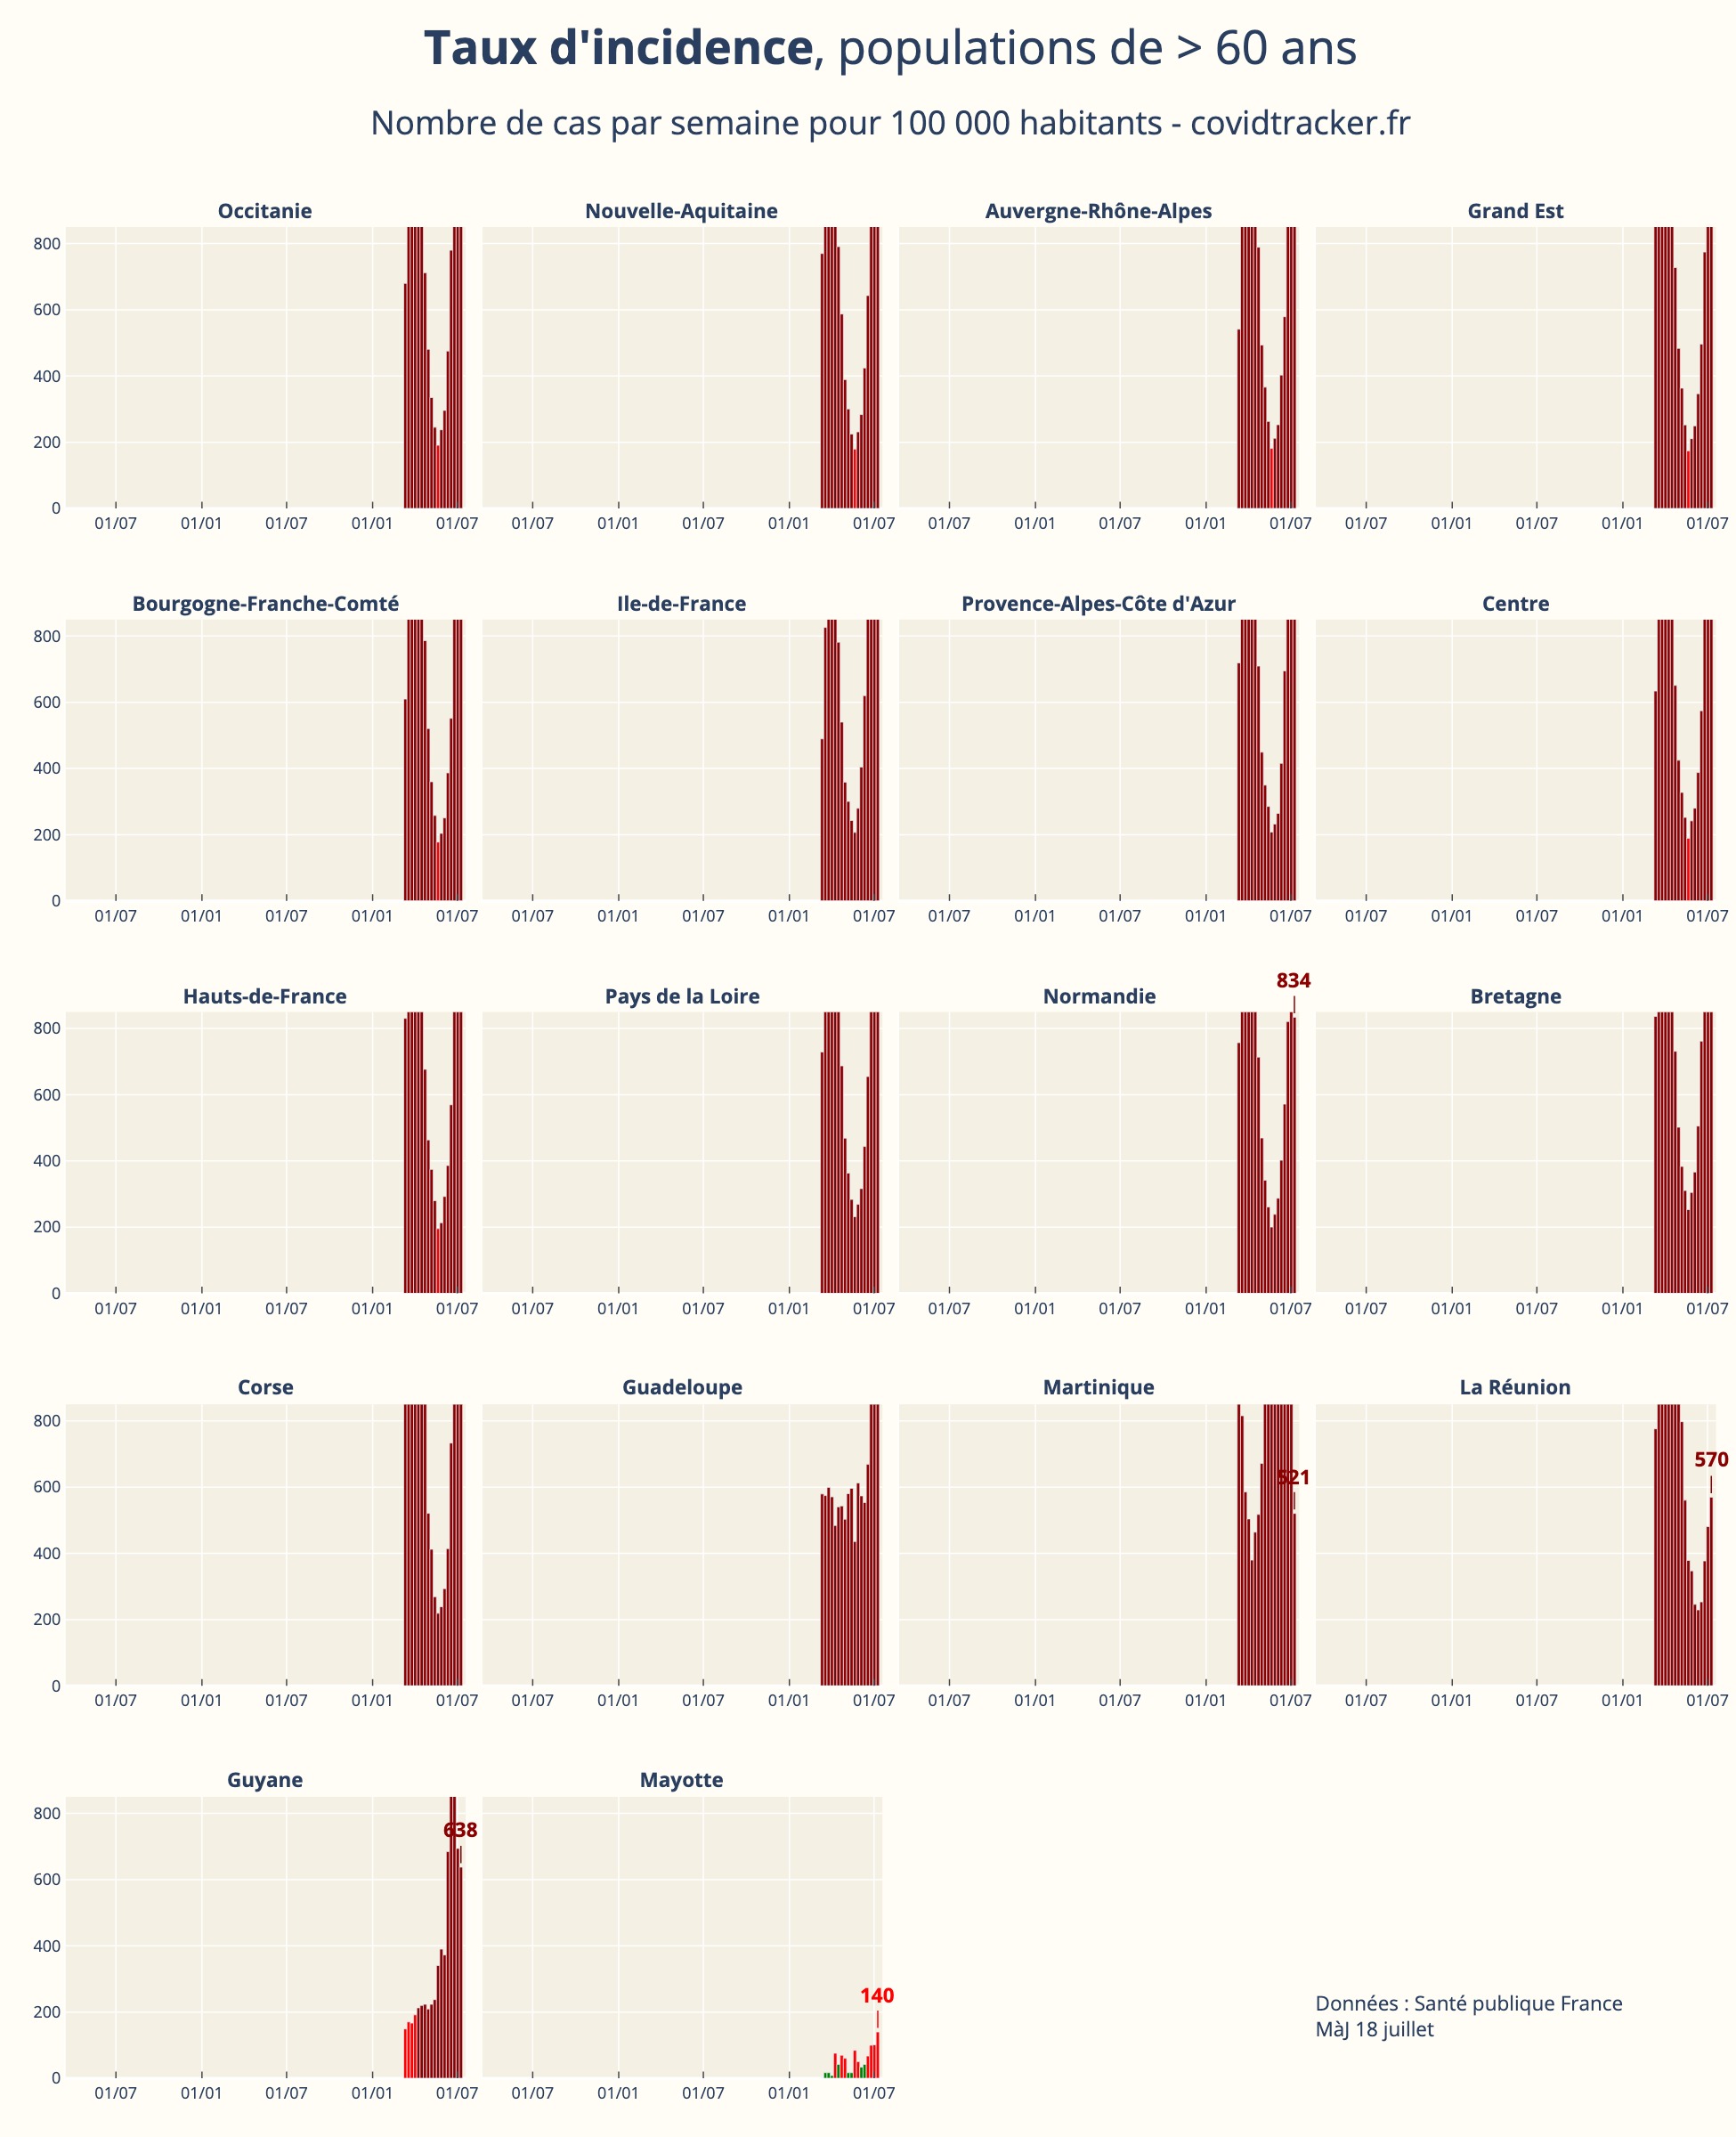 Taux d'incidence, populations de > 60 ans
Nombre de cas par semaine pour 100 000 habitants - covidtracker.fr
Occitanie
Nouvelle-Aquitaine
Auvergne-Rhône-Alpes
Grand Est
800
600
400
200
0
01/07 01/01 01/07 01/01 01/07
01/07 01/01 01/07 01/01 01/07
01/07 01/01 01/07 01/01 01/07
01/07 01/01 01/07 01/01 01/07
Bourgogne-Franche-Comté
Ile-de-France
Provence-Alpes-Côte d'Azur
Centre
800
600
400
200
0
01/07 01/01 01/07 01/01 01/07
01/07 01/01 01/07 01/01 01/07
01/07 01/01 01/07 01/01 01/07
01/07 01/01 01/07 01/01 01/07
834
Hauts-de-France
Pays de la Loire
Normandie
Bretagne
800
600
400
200
0
01/07 01/01 01/07 01/01 01/07
01/07 01/01 01/07 01/01 01/07
01/07 01/01 01/07 01/01 01/07
01/07 01/01 01/07 01/01 01/07
Corse
Guadeloupe
Martinique
La Réunion
800
600
400
200
0
521
570
01/07 01/01 01/07 01/01 01/07
01/07 01/01 01/07 01/01 01/07
01/07 01/01 01/07 01/01 01/07
01/07 01/01 01/07 01/01 01/07
Guyane
Mayotte
800
600
400
200
0
638
140
01/07 01/01 01/07 01/01 01/07
01/07 01/01 01/07 01/01 01/07
Données : Santé publique France
MàJ 18 juillet